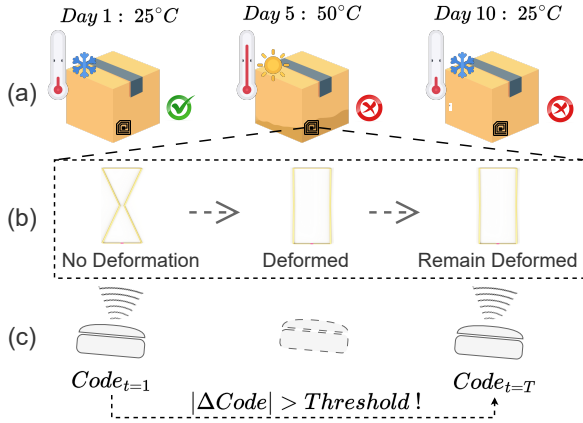 Day 1 : 25°C
Day 5 : 50°C
Day 10 : 25°C
(a)
(b)
No Deformation
Deformed
Remain Deformed
(c)
Code_{t=1}
Code_{t=T}
|ΔCode| > Threshold !